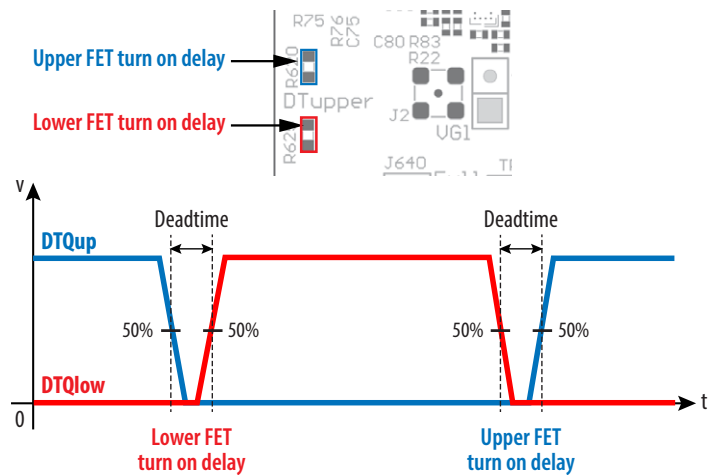 R75
R76
C75
C80 R83
R22
Upper FET turn on delay
DTupper
Lower FET turn on delay
J2
VG1
J640
V
Deadtime
Deadtime
DTQup
50%
50%
50%
50%
DTQlow
0
t
Lower FET
turn on delay
Upper FET
turn on delay